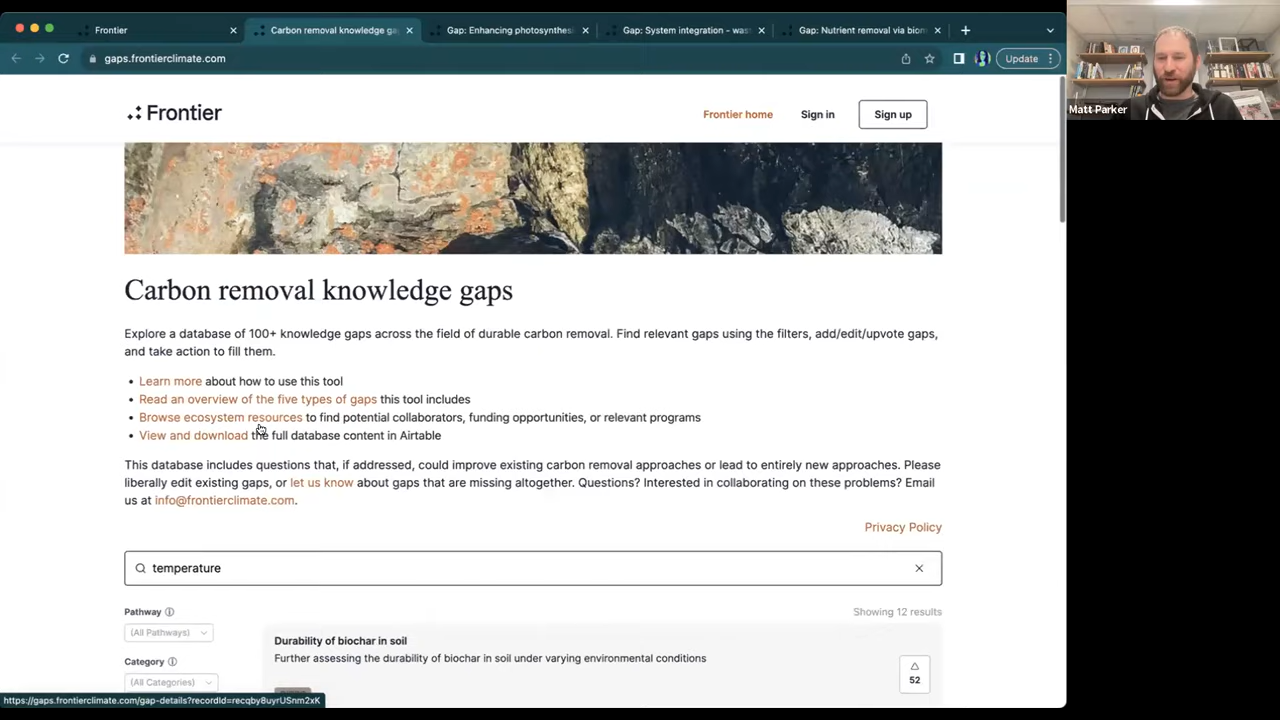 Frontier
Carbon removal knowledge ga
Gap: Enhancing photosynthes
Gap: System integration - was
Gap: Nutrient removal via biom
gaps.frontierclimate.com
Update
Frontier
Frontier home
Sign in
Sign up
Matt Parker
Carbon removal knowledge gaps
Explore a database of 100+ knowledge gaps across the field of durable carbon removal. Find relevant gaps using the filters, add/edit/upvote gaps,
and take action to fill them.
• Learn more about how to use this tool
• Read an overview of the five types of gaps this tool includes
• Browse ecosystem resources to find potential collaborators, funding opportunities, or relevant programs
• View and download the full database content in Airtable
This database includes questions that, if addressed, could improve existing carbon removal approaches or lead to entirely new approaches. Please
liberally edit existing gaps, or let us know about gaps that are missing altogether. Questions? Interested in collaborating on these problems? Email
us at info@frontierclimate.com.
Privacy Policy
temperature
Pathway
Showing 12 results
(All Pathways)
Durability of biochar in soil
Further assessing the durability of biochar in soil under varying environmental conditions
Category
(All Categories)
52
https://gaps.frontierclimate.com/gap-details?recordId=recqby8uyrUSnm2xK